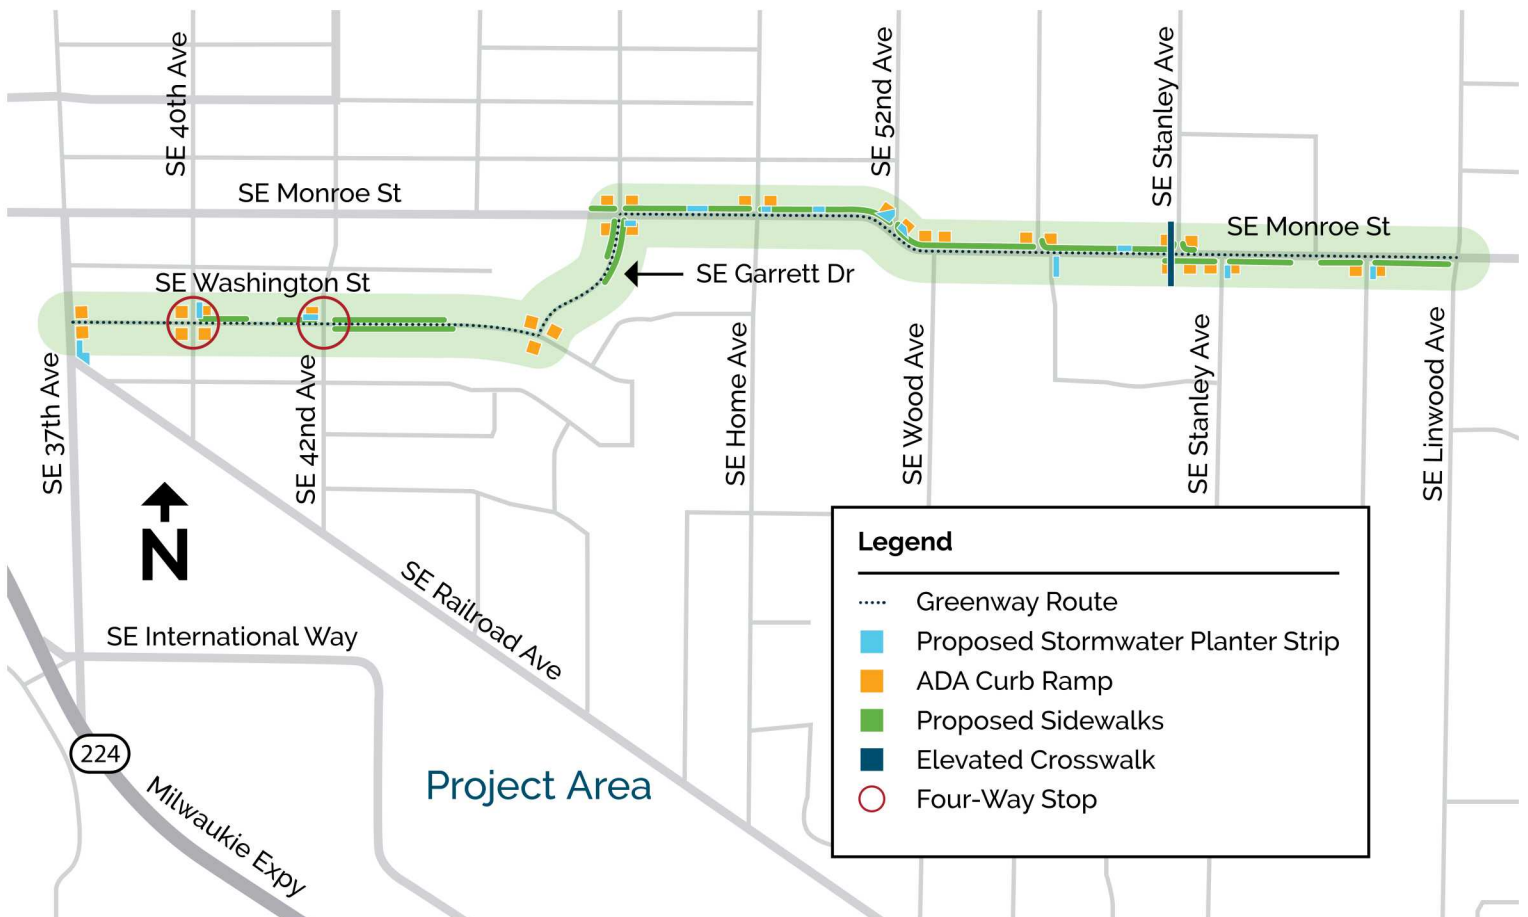 SE 40th Ave
SE 52nd Ave
SE Stanley Ave
SE Monroe St
SE Monroe St
SE Garrett Dr
SE Washington St
SE 37th Ave
SE 42nd Ave
SE Home Ave
SE Wood Ave
SE Stanley Ave
SE Linwood Ave
N
SE Railroad Ave
SE International Way
224
Milwaukie Expy
Project Area
Legend
Greenway Route
Proposed Stormwater Planter Strip
ADA Curb Ramp
Proposed Sidewalks
Elevated Crosswalk
Four-Way Stop